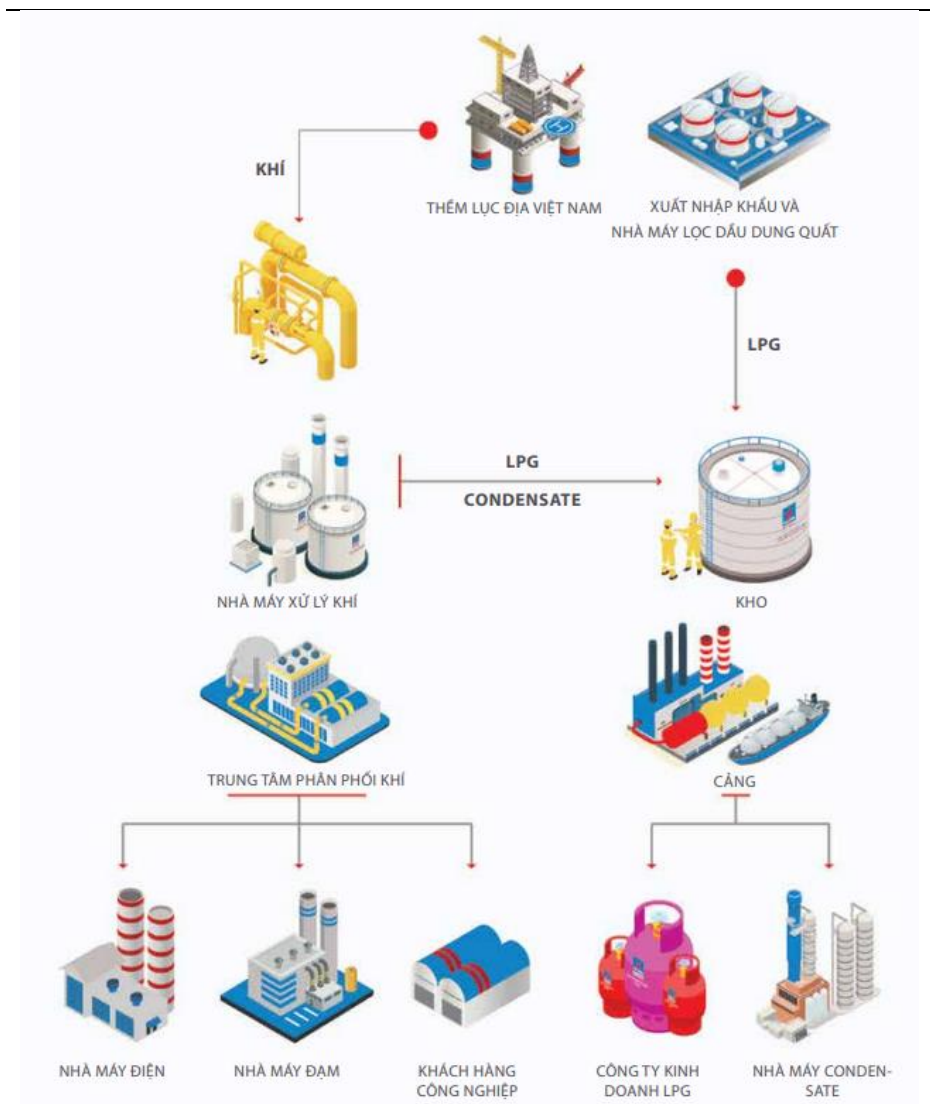 THỀM LỤC ĐỊA VIỆT NAM
XUẤT NHẬP KHẨU VÀ
NHÀ MÁY LỌC DẦU DUNG QUẤT
KHÍ
LPG
LPG
CONDENSATE
NHÀ MÁY XỬ LÝ KHÍ
KHO
TRUNG TÂM PHÂN PHỐI KHÍ
CẢNG
NHÀ MÁY ĐIỆN
NHÀ MÁY ĐẠM
KHÁCH HÀNG
CÔNG NGHIỆP
CÔNG TY KINH
DOANH LPG
NHÀ MÁY CONDEN-
SATE